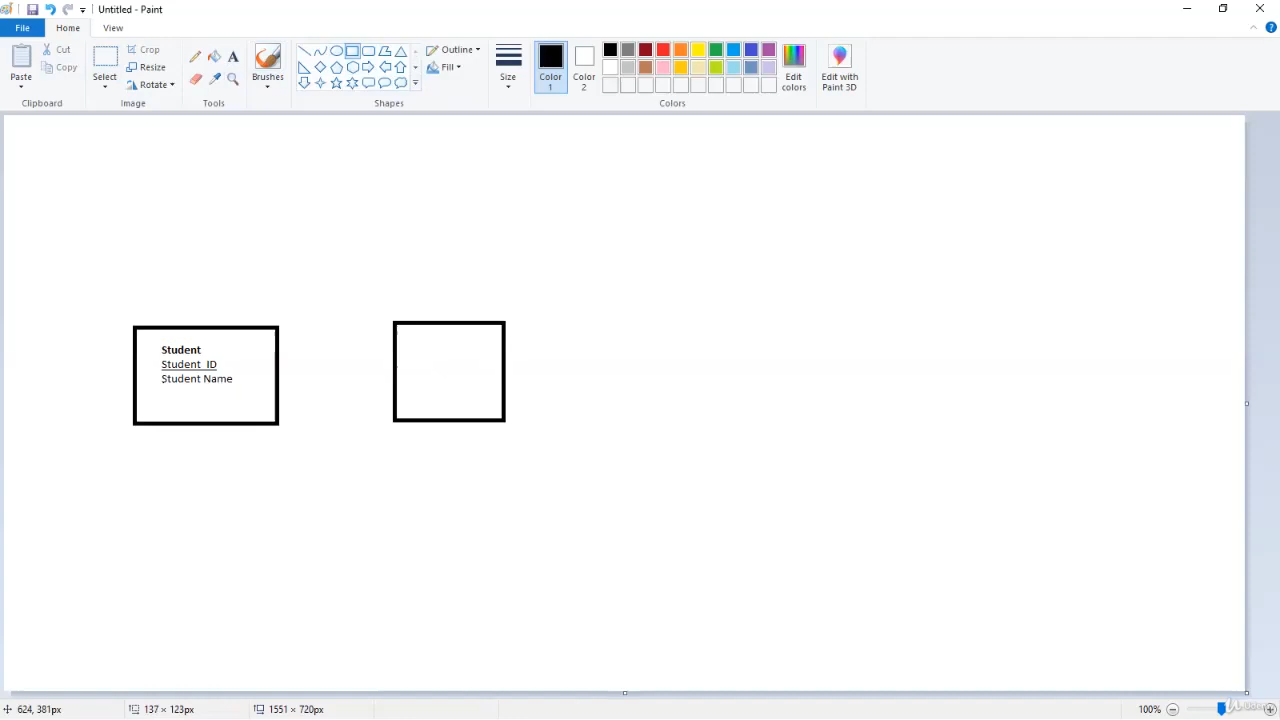 Untitled - Paint
File
Home
View
Paste
Cut
Copy
Clipboard
Select
Crop
Resize
Rotate
Image
Tools
Brushes
Shapes
Outline
Fill
Size
Color
1
Color
2
Edit
colors
Colors
Edit with
Paint 3D
Student
Student_ID
Student Name
624, 381px
137 × 123px
1551 × 720px
100%